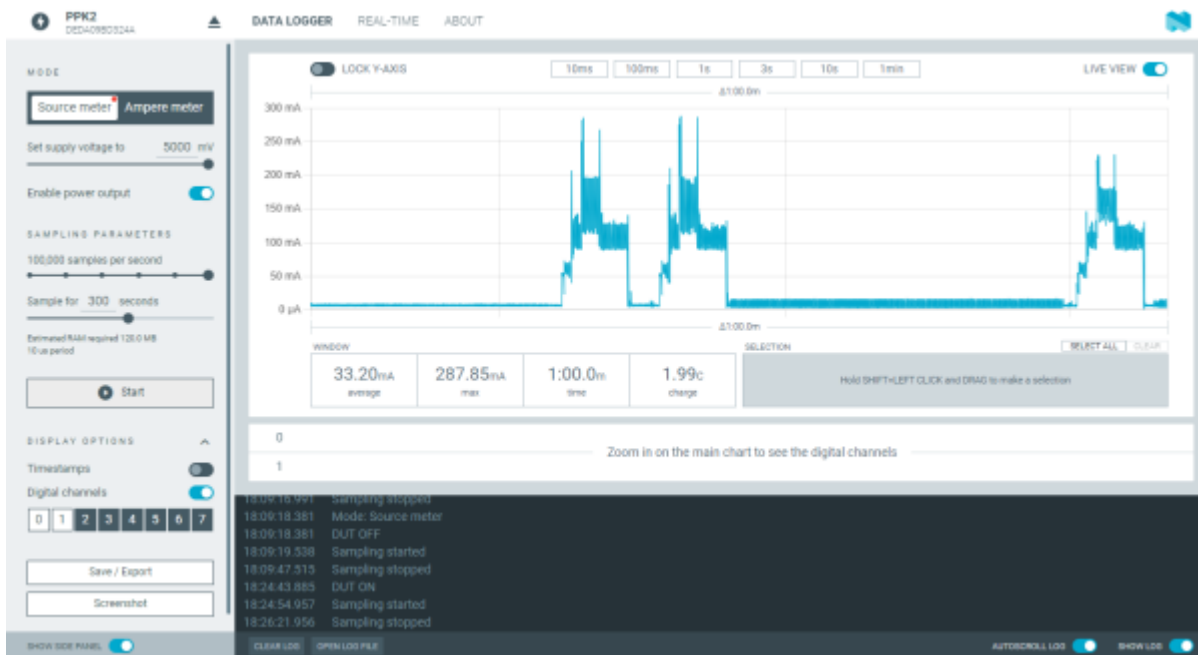 PPK2
DATA LOGGER REAL-TIME ABOUT
MODE
Source meter Ampere meter
Set supply voltage to 5000 mV
Enable power output
SAMPLING PARAMETERS
100,000 samples per second
Sample for 300 seconds
Estimated RAM required 120.0 MB
10 us period
Start
DISPLAY OPTIONS
Timestamps
Digital channels
0 1 2 3 4 5 6 7
Save / Export
Screenshot
SHOW SIDE PANEL
LOCK Y-AXIS
10ms 100ms 1s 3s 10s 1min
LIVE VIEW
Δ1:00.0m
300 mA
250 mA
200 mA
150 mA
100 mA
50 mA
0 µA
Δ1:00.0m
WINDOW
33.20mA average
287.85mA max
1:00.0m time
1.99c charge
SELECTION
SELECT ALL CLEAR
Hold SHIFT+LEFT CLICK and DRAG to make a selection
0
1
Zoom in on the main chart to see the digital channels
18:09:16.991 Sampling stopped
18:09:18.381 Mode: Source meter
18:09:18.381 DUT OFF
18:09:19.538 Sampling started
18:09:47.515 Sampling stopped
18:24:43.885 DUT ON
18:24:54.957 Sampling started
18:26:21.956 Sampling stopped
CLEAR LOG OPEN LOG FILE
AUTOSCROLL LOG SHOW LOG